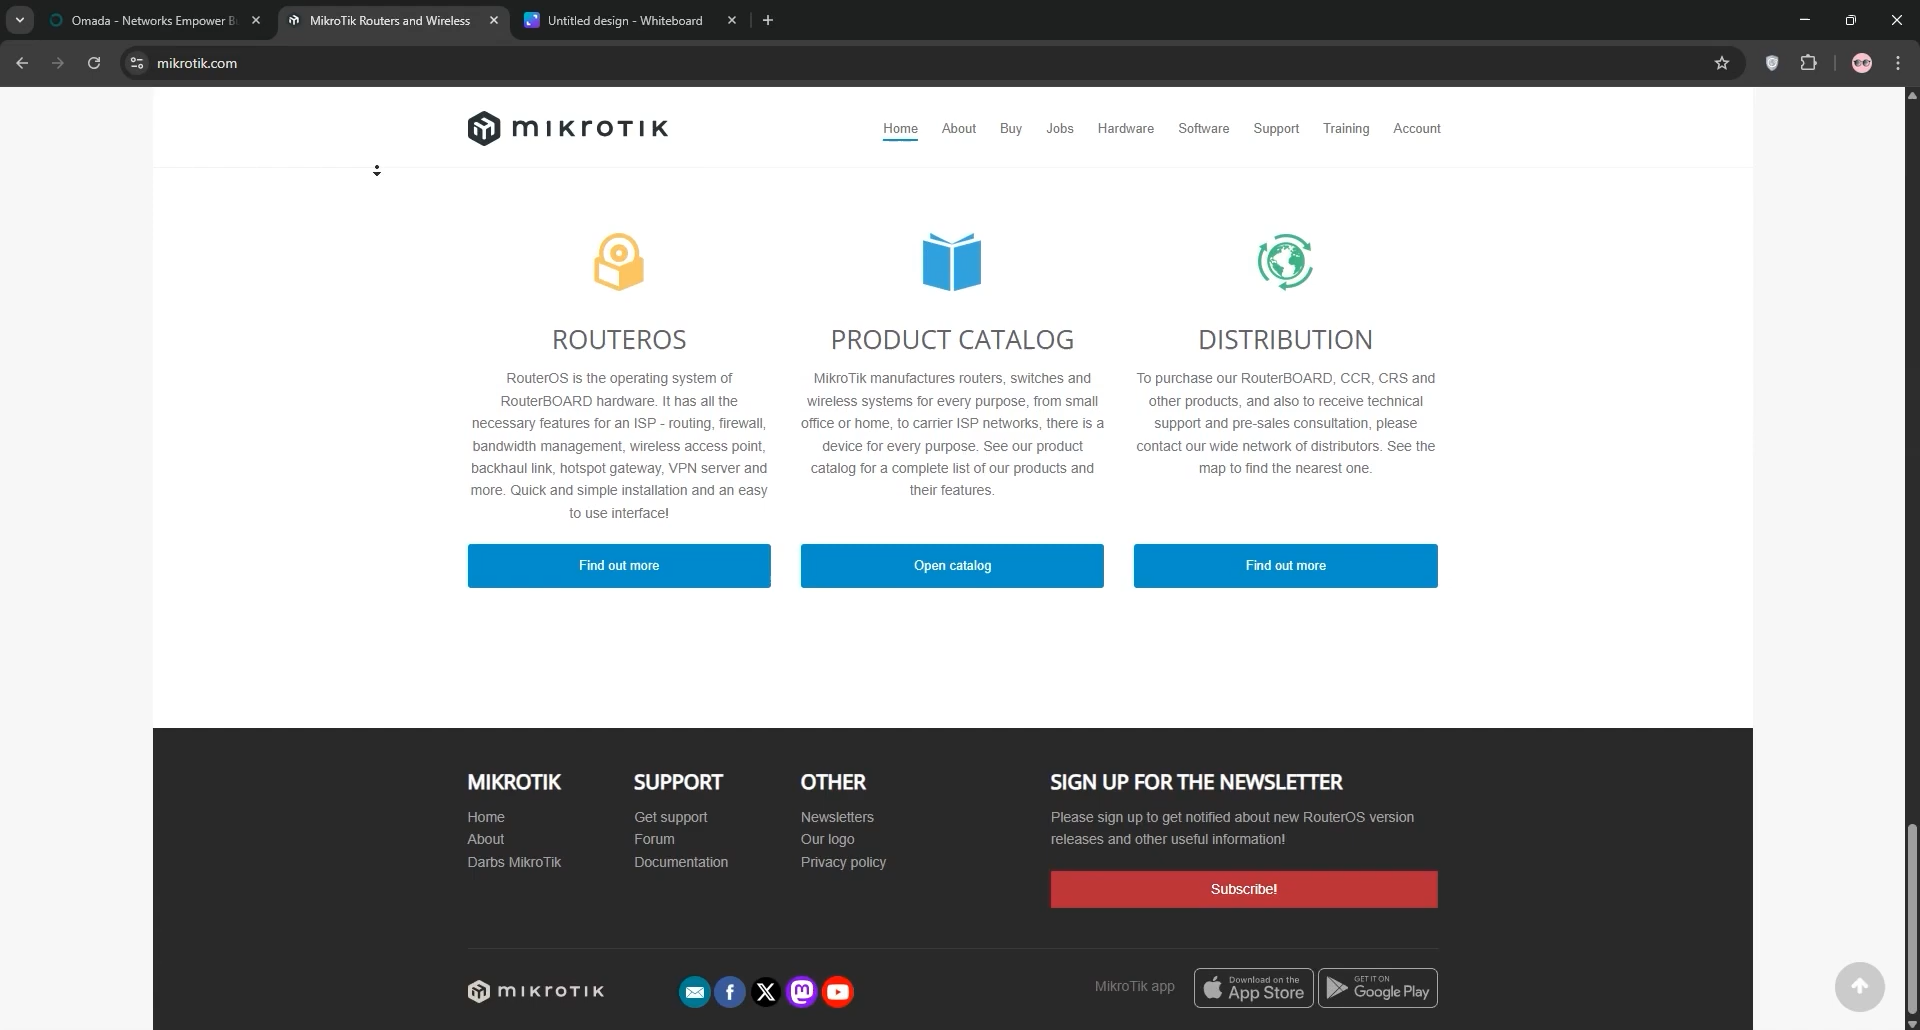 Omada - Networks Empower B
MikroTik Routers and Wireless
Untitled design - Whiteboard
mikrotik.com
mikrotik
Home
About
Buy
Jobs
Hardware
Software
Support
Training
Account
ROUTEROS
RouterOS is the operating system of
RouterBOARD hardware. It has all the
necessary features for an ISP - routing, firewall,
bandwidth management, wireless access point,
backhaul link, hotspot gateway, VPN server and
more. Quick and simple installation and an easy
to use interface!
Find out more
PRODUCT CATALOG
MikroTik manufactures routers, switches and
wireless systems for every purpose, from small
office or home, to carrier ISP networks, there is a
device for every purpose. See our product
catalog for a complete list of our products and
their features.
Open catalog
DISTRIBUTION
To purchase our RouterBOARD, CCR, CRS and
other products, and also to receive technical
support and pre-sales consultation, please
contact our wide network of distributors. See the
map to find the nearest one.
Find out more
MIKROTIK
Home
About
Darbs MikroTik
SUPPORT
Get support
Forum
Documentation
OTHER
Newsletters
Our logo
Privacy policy
SIGN UP FOR THE NEWSLETTER
Please sign up to get notified about new RouterOS version
releases and other useful information!
Subscribe!
mikrotik
MikroTik app
Download on the
App Store
GET IT ON
Google Play